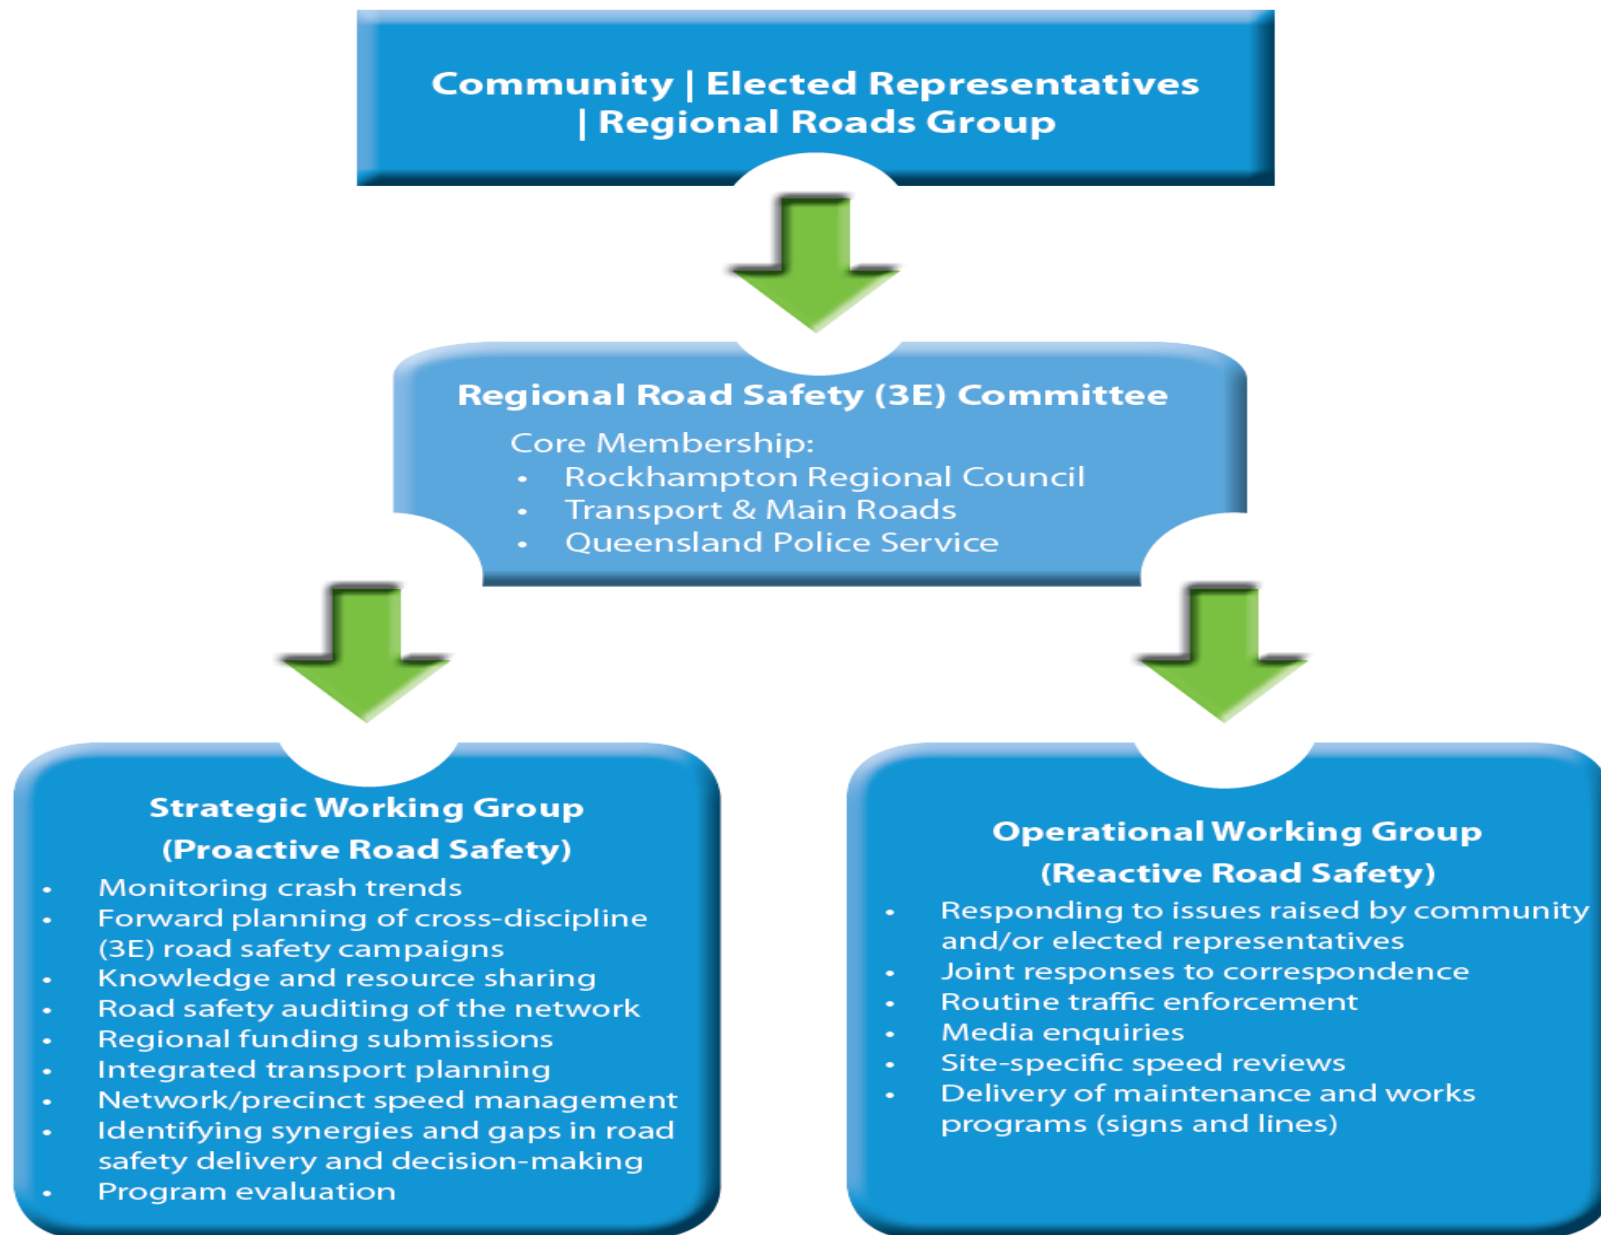 Community | Elected Representatives
| Regional Roads Group
Regional Road Safety (3E) Committee
Core Membership:
• Rockhampton Regional Council
• Transport & Main Roads
• Queensland Police Service
Strategic Working Group
(Proactive Road Safety)
• Monitoring crash trends
• Forward planning of cross-discipline
(3E) road safety campaigns
• Knowledge and resource sharing
• Road safety auditing of the network
• Regional funding submissions
• Integrated transport planning
• Network/precinct speed management
• Identifying synergies and gaps in road
safety delivery and decision-making
• Program evaluation
Operational Working Group
(Reactive Road Safety)
• Responding to issues raised by community
and/or elected representatives
• Joint responses to correspondence
• Routine traffic enforcement
• Media enquiries
• Site-specific speed reviews
• Delivery of maintenance and works
programs (signs and lines)